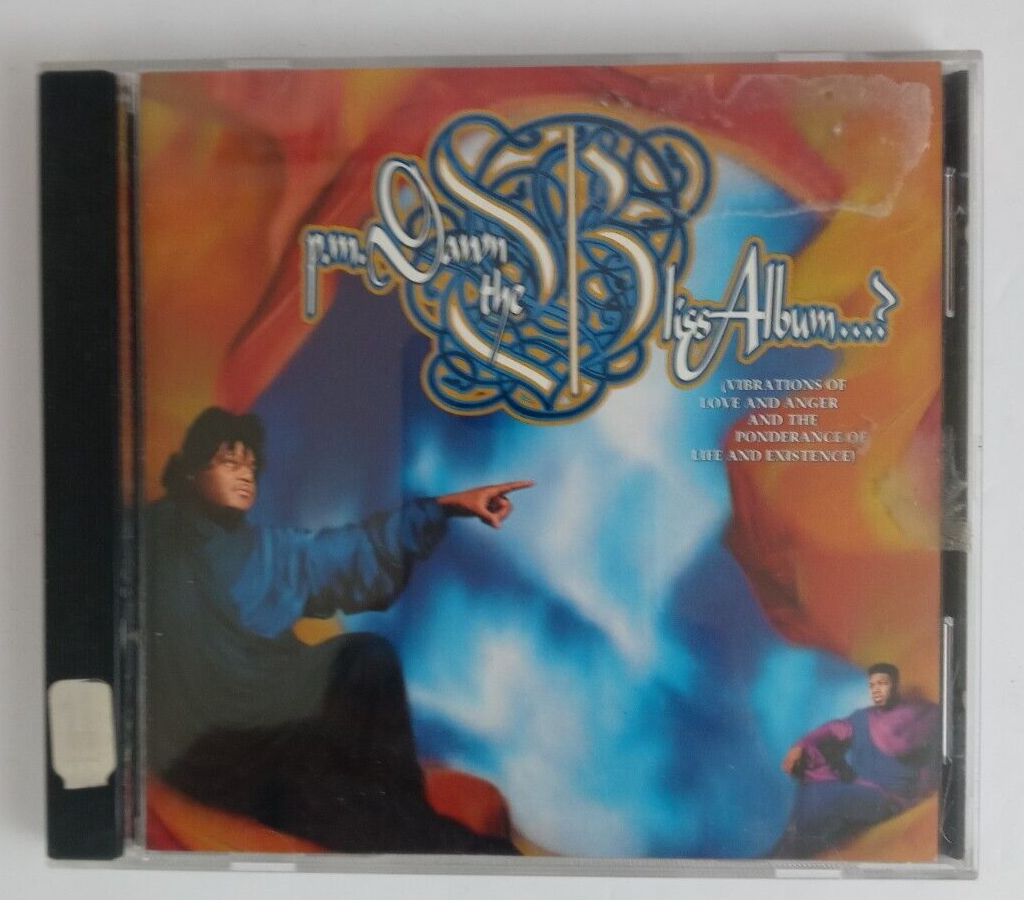 p.m. Dawn
the Bliss Album....?
(VIBRATIONS OF
LOVE AND ANGER
AND THE
PONDERANCE OF
LIFE AND EXISTENCE)